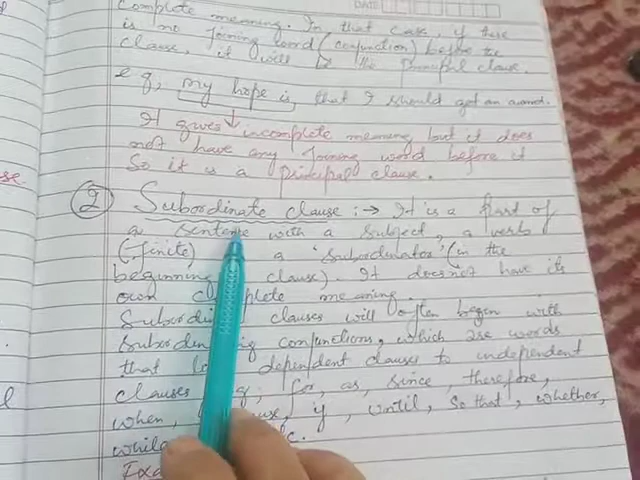 complete meaning. In that case, if there
is no joining word (conjunction) before the
clause, it will be the principal clause.
e.g, my hope is, that I should get an
It gives incomplete meaning but it does
not have any joining word before it
So it is a principal clause.
2 Subordinate clause :→ It is a part of
a sentence with a subject, a verb
(finite) a 'subordinator' (in the
beginning clause). It does not have its
own complete meaning.
Subordinate clauses will often begin with
subordinating conjunctions, which are words
that dependent clauses to independent
clauses for, as, since, therefore,
when, if, until, so that, whether,
while
DATE